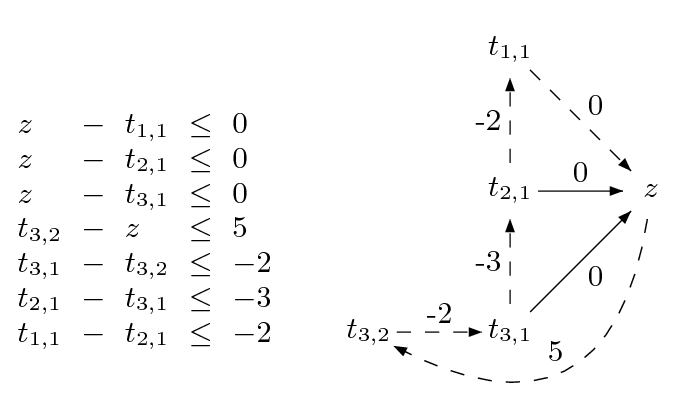 z − t1,1 ≤ 0
z − t2,1 ≤ 0
z − t3,1 ≤ 0
t3,2 − z ≤ 5
t3,1 − t3,2 ≤ −2
t2,1 − t3,1 ≤ −3
t1,1 − t2,1 ≤ −2
t1,1
0
-2
0
t2,1
z
-3
0
-2
t3,2
t3,1
5